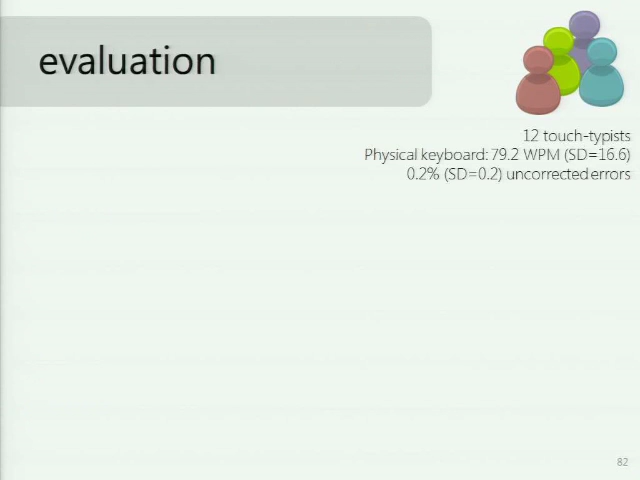 evaluation
12 touch-typists
Physical keyboard: 79.2 WPM (SD=16.6)
0.2% (SD=0.2) uncorrected errors
82